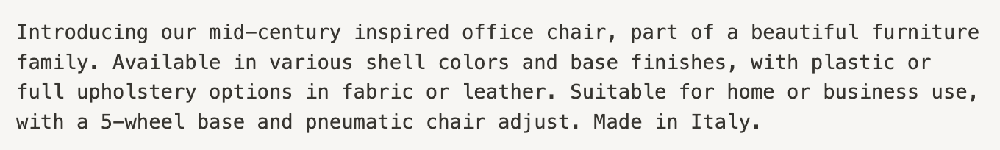 Introducing our mid-century inspired office chair, part of a beautiful furniture
family. Available in various shell colors and base finishes, with plastic or
full upholstery options in fabric or leather. Suitable for home or business use,
with a 5-wheel base and pneumatic chair adjust. Made in Italy.